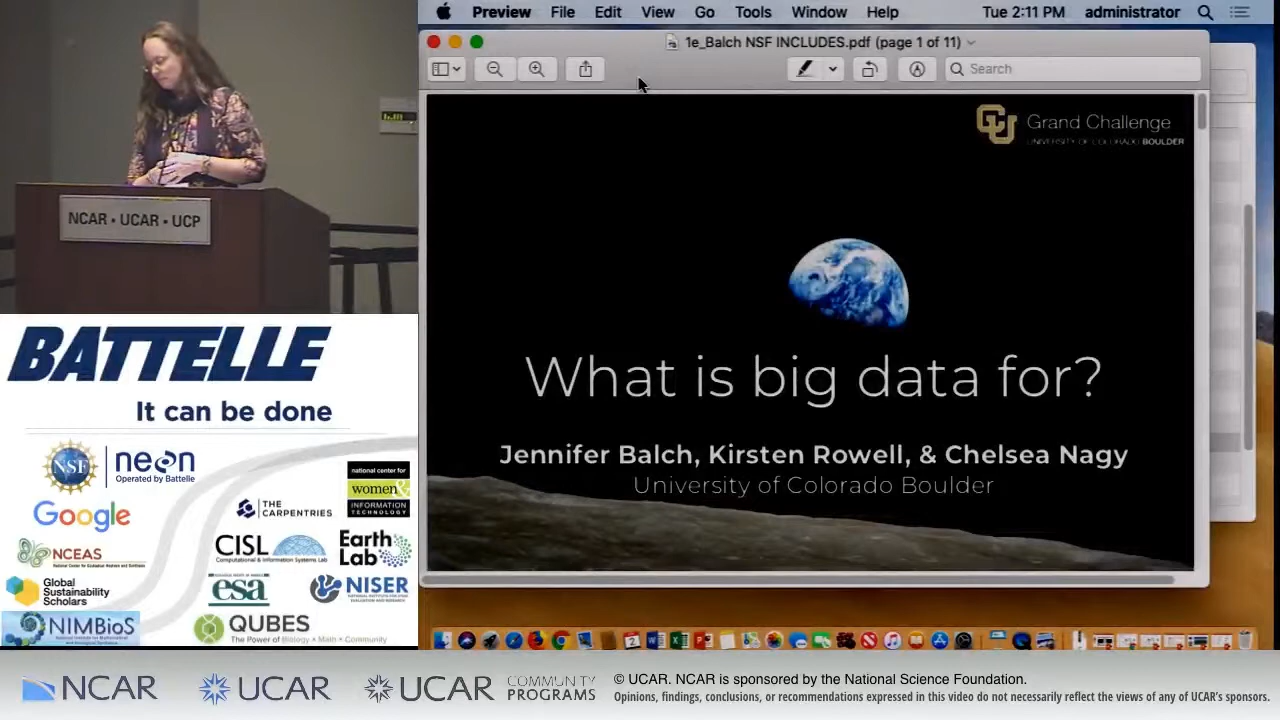 Preview File Edit View Go Tools Window Help Tue 2:11 PM administrator
1e_Balch NSF INCLUDES.pdf (page 1 of 11)
Search
CU Grand Challenge
UNIVERSITY OF COLORADO BOULDER
What is big data for?
Jennifer Balch, Kirsten Rowell, & Chelsea Nagy
University of Colorado Boulder
NCAR • UCAR • UCP
BATTELLE
It can be done
NSF neon
Operated by Battelle
national center for
women &
INFORMATION
TECHNOLOGY
Google
THE
CARPENTRIES
NCEAS
CISL
Computational & Information Systems Lab
Earth
Lab
Global
Sustainability
Scholars
esa
NISER
NIMBioS
QUBES
The Power of Biology • Math • Community
NCAR UCAR UCAR COMMUNITY
PROGRAMS
© UCAR. NCAR is sponsored by the National Science Foundation.
Opinions, findings, conclusions, or recommendations expressed in this video do not necessarily reflect the views of any of UCAR's sponsors.